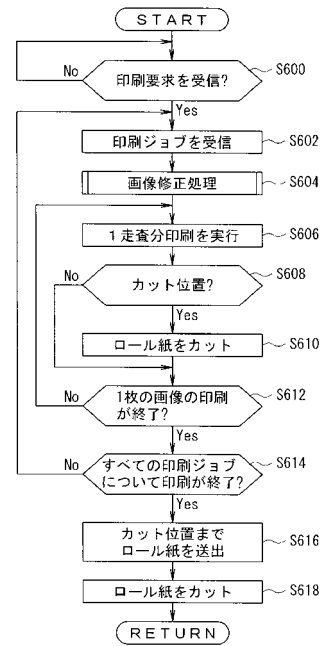 START
No
印刷要求を受信?
S600
Yes
印刷ジョブを受信
S602
画像修正処理
S604
1走査分印刷を実行
S606
No
カット位置?
S608
Yes
ロール紙をカット
S610
No
1枚の画像の印刷
が終了?
S612
Yes
No
すべての印刷ジョブ
について印刷が終了?
S614
Yes
カット位置まで
ロール紙を送出
S616
ロール紙をカット
S618
RETURN